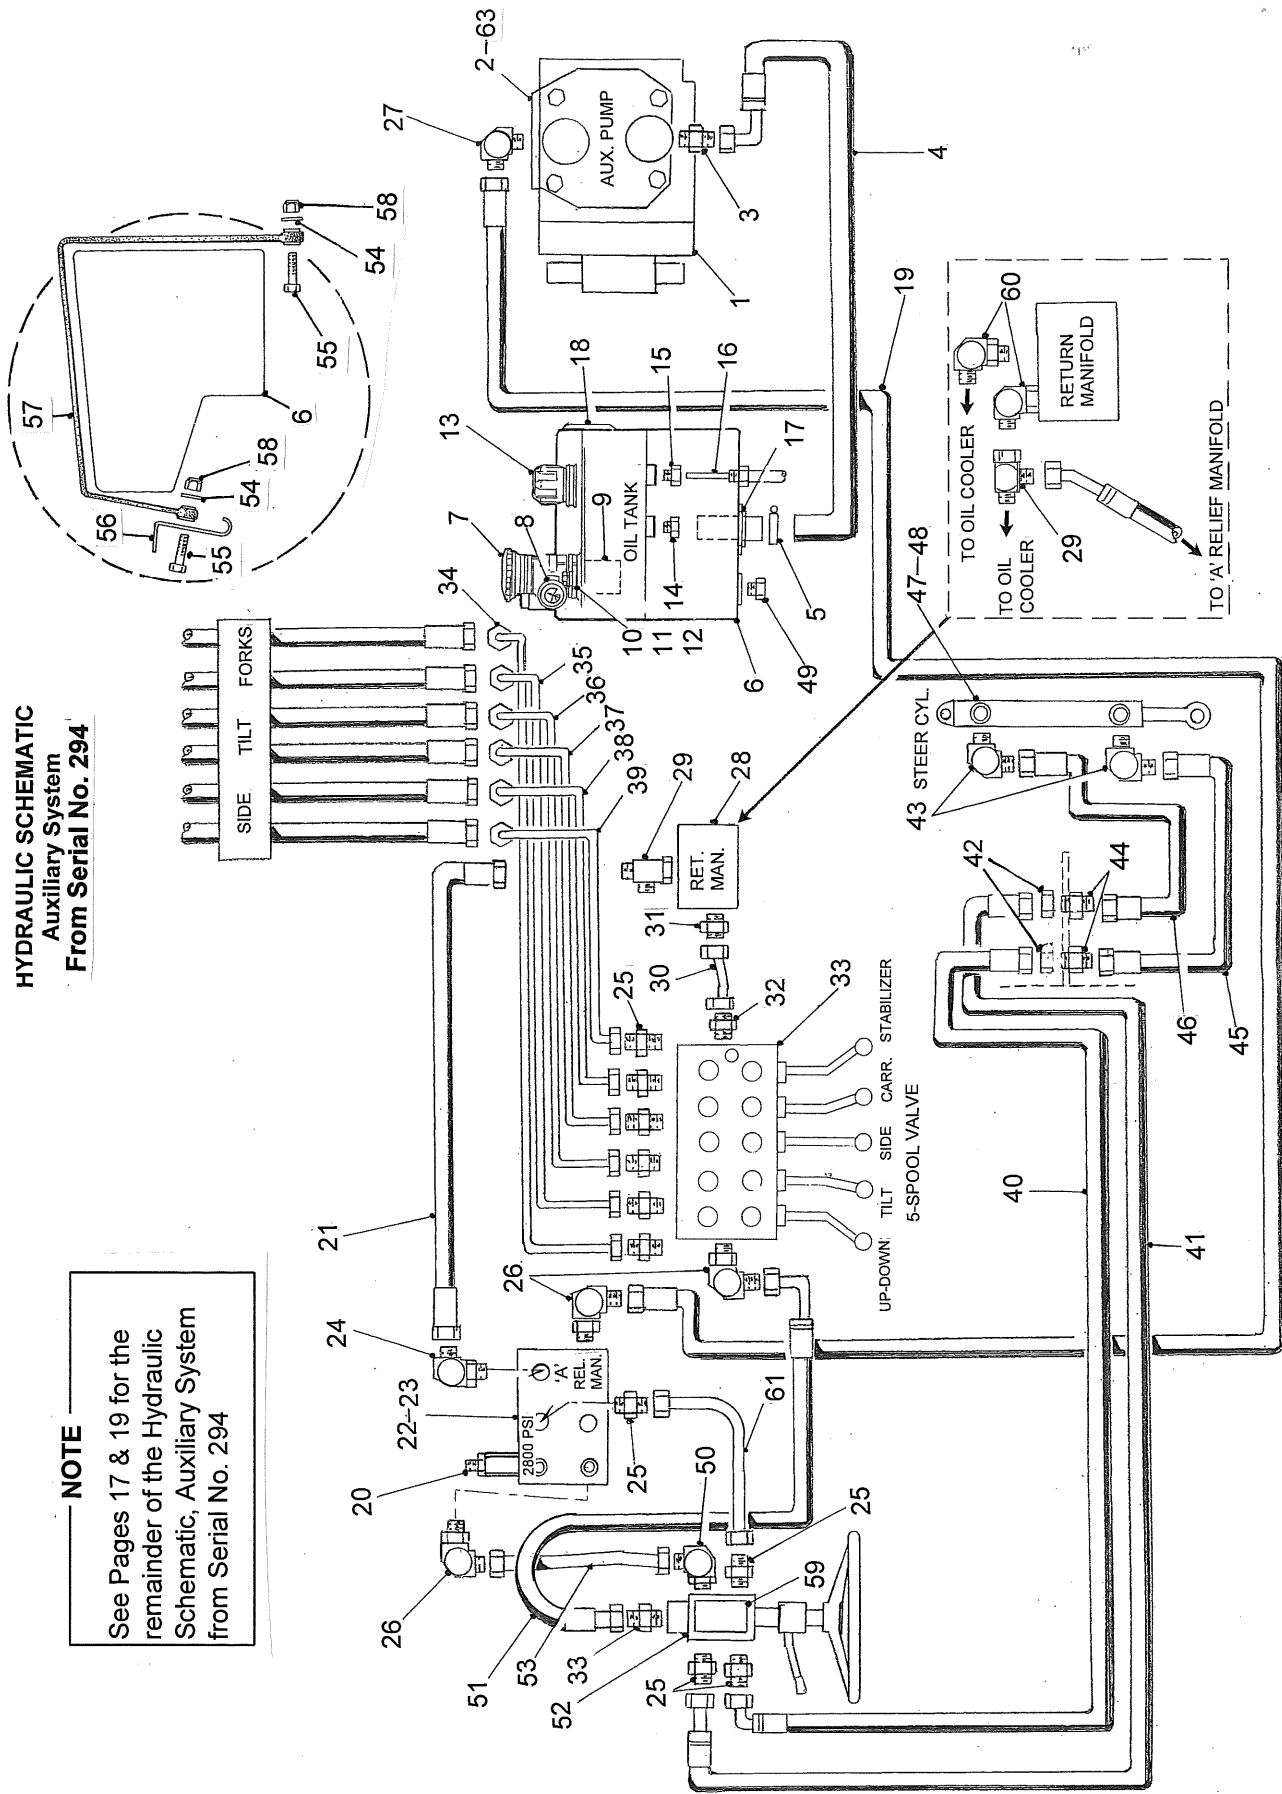 HYDRAULIC SCHEMATIC
Auxiliary System
From Serial No. 294
NOTE
See Pages 17 & 19 for the
remainder of the Hydraulic
Schematic, Auxiliary System
from Serial No. 294
57
56
55
54
58
6
55
54
58
SIDE TILT FORKS
27
2–63
AUX. PUMP
3
1
4
7
8
9
13
18
OIL TANK
10
11
12
14
15
16
17
5
6
49
19
34
35
36
37
38
39
21
24
22–23
20
2800 PSI
'A'
REL.
MAN.
26
26
25
25
61
50
51
53
33
52
59
25
25
29
28
RET.
MAN.
31
30
32
33
UP-DOWN TILT SIDE CARR. STABILIZER
5-SPOOL VALVE
40
41
42
44
43
46
45
STEER CYL.
47–48
TO OIL COOLER
60
RETURN
MANIFOLD
TO OIL
COOLER
29
TO 'A' RELIEF MANIFOLD